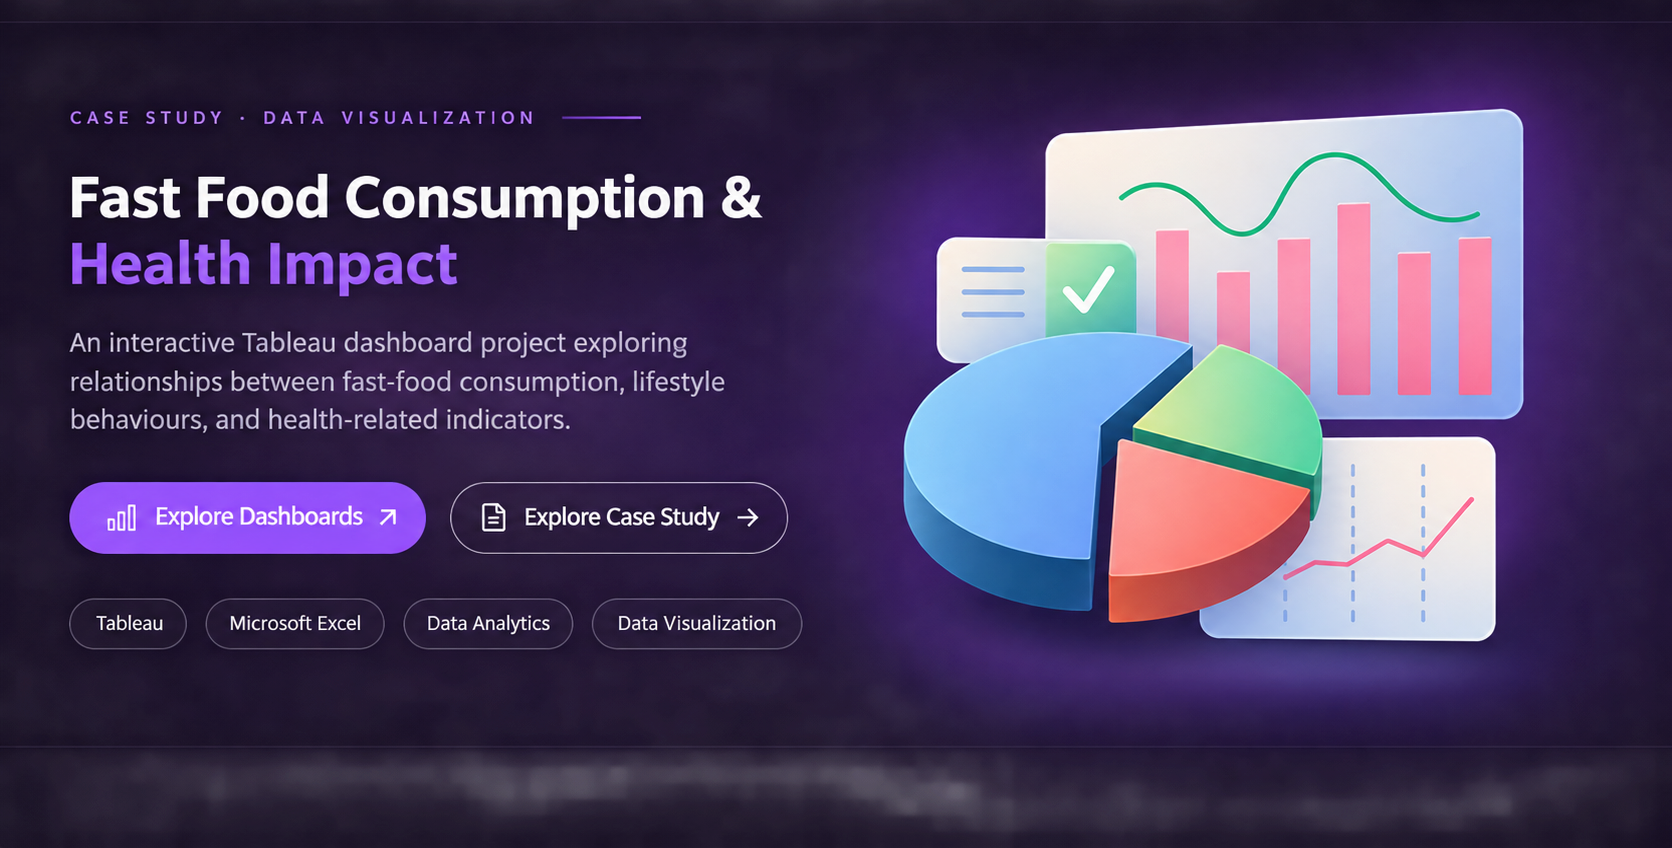 CASE STUDY · DATA VISUALIZATION
Fast Food Consumption &
Health Impact
An interactive Tableau dashboard project exploring
relationships between fast-food consumption, lifestyle
behaviours, and health-related indicators.
Explore Dashboards
Explore Case Study
Tableau
Microsoft Excel
Data Analytics
Data Visualization